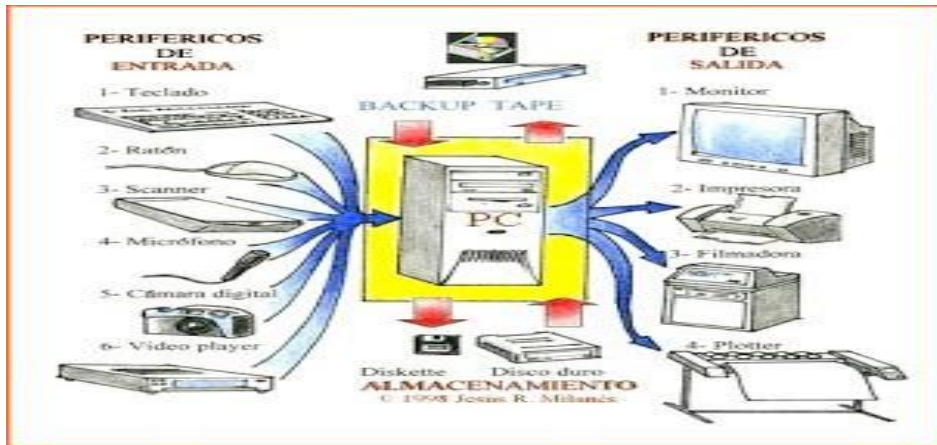 PERIFERICOS
DE
ENTRADA
1- Teclado
2- Ratón
3- Scanner
4- Micrófono
5- Cámara digital
6- Video player
BACKUP TAPE
PC
Diskette
Disco duro
ALMACENAMIENTO
© 1998 Jesus R. Milanés
PERIFERICOS
DE
SALIDA
1- Monitor
2- Impresora
3- Filmadora
4- Plotter